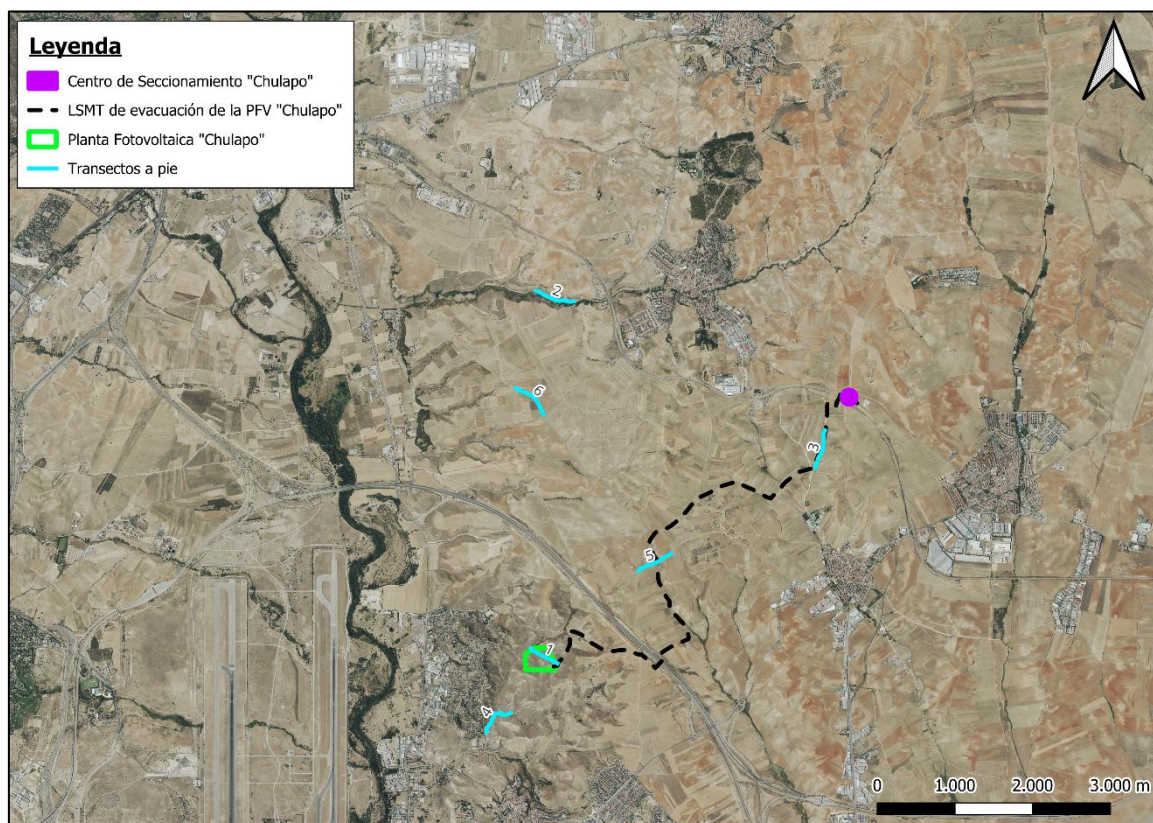 Leyenda
Centro de Seccionamiento "Chulapo"
LSMT de evacuación de la PFV "Chulapo"
Planta Fotovoltaica "Chulapo"
Transectos a pie
2
6
3
5
1
4
0 1.000 2.000 3.000 m